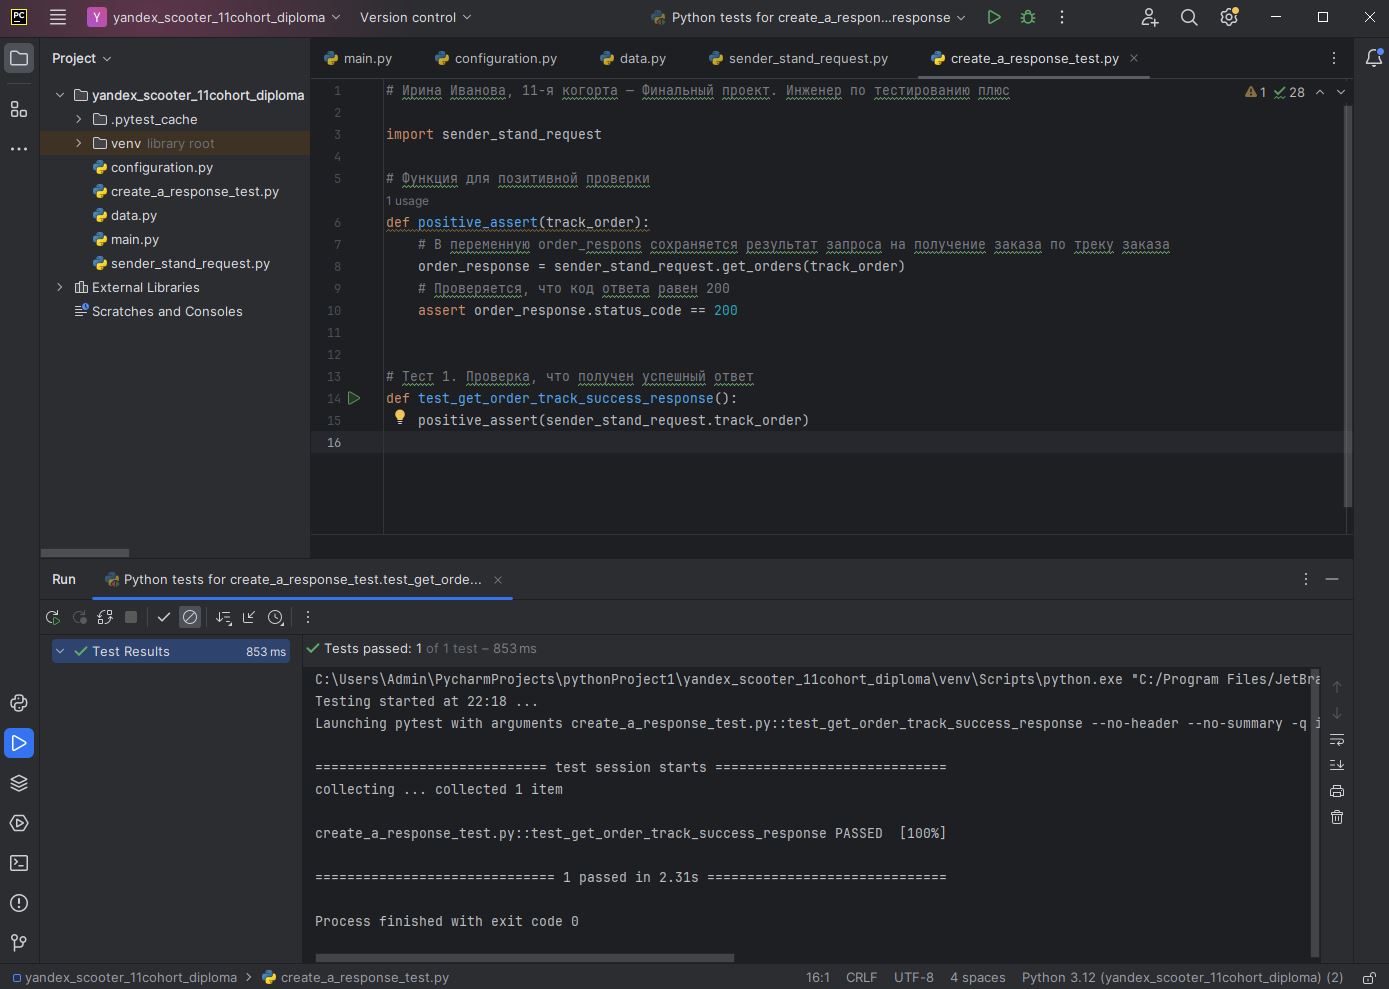 PC
Y yandex_scooter_11cohort_diploma Version control Python tests for create_a_respon...response
Project
main.py configuration.py data.py sender_stand_request.py create_a_response_test.py
yandex_scooter_11cohort_diploma
.pytest_cache
venv library root
configuration.py
create_a_response_test.py
data.py
main.py
sender_stand_request.py
External Libraries
Scratches and Consoles
1 # Ирина Иванова, 11-я когорта — Финальный проект. Инженер по тестированию плюс
1 28
2
3 import sender_stand_request
4
5 # Функция для позитивной проверки
1 usage
6 def positive_assert(track_order):
7 # В переменную order_respons сохраняется результат запроса на получение заказа по треку заказа
8 order_response = sender_stand_request.get_orders(track_order)
9 # Проверяется, что код ответа равен 200
10 assert order_response.status_code == 200
11
12
13 # Тест 1. Проверка, что получен успешный ответ
14 def test_get_order_track_success_response():
15 positive_assert(sender_stand_request.track_order)
16
Run Python tests for create_a_response_test.test_get_orde...
Test Results 853 ms
Tests passed: 1 of 1 test – 853 ms
C:\Users\Admin\PycharmProjects\pythonProject1\yandex_scooter_11cohort_diploma\venv\Scripts\python.exe "C:/Program Files/JetBra
Testing started at 22:18 ...
Launching pytest with arguments create_a_response_test.py::test_get_order_track_success_response --no-header --no-summary -q i
============================= test session starts =============================
collecting ... collected 1 item
create_a_response_test.py::test_get_order_track_success_response PASSED [100%]
============================== 1 passed in 2.31s ==============================
Process finished with exit code 0
yandex_scooter_11cohort_diploma > create_a_response_test.py 16:1 CRLF UTF-8 4 spaces Python 3.12 (yandex_scooter_11cohort_diploma) (2)